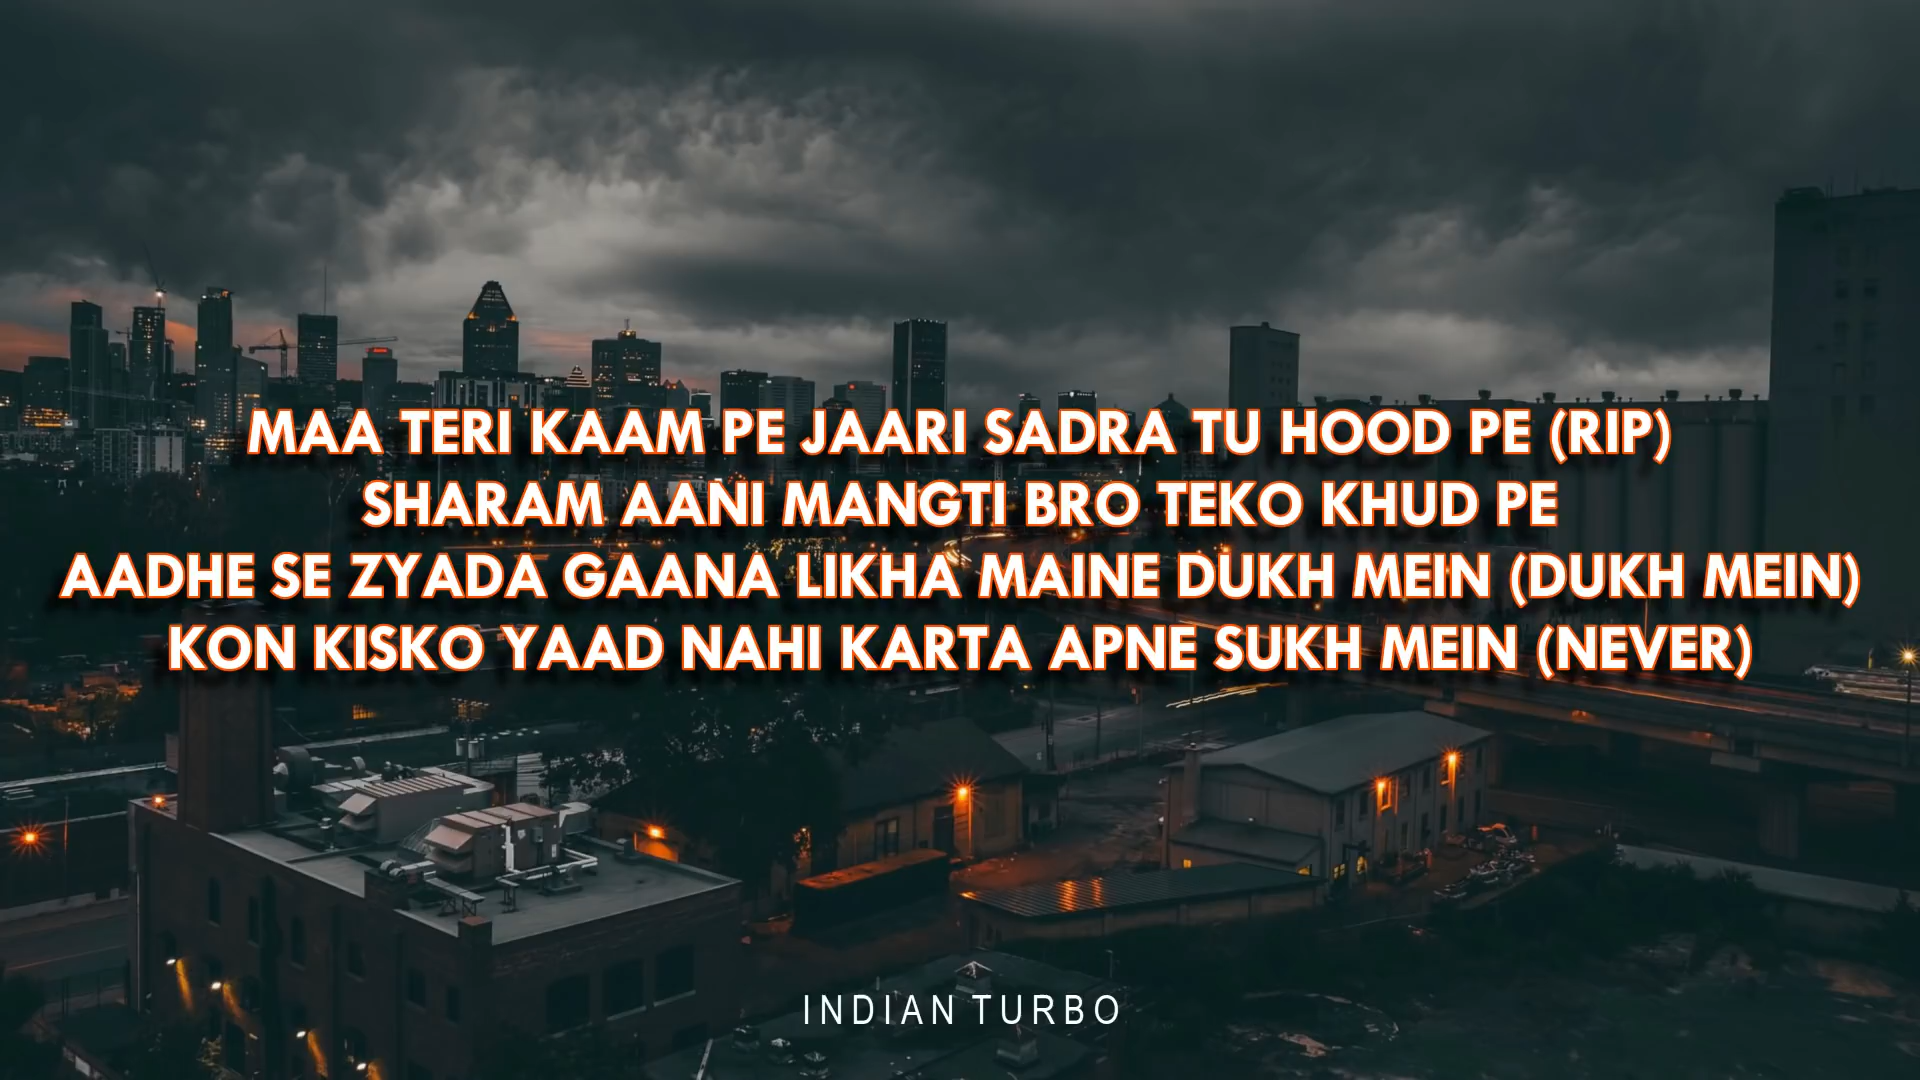 MAA TERI KAAM PE JAARI SADRA TU HOOD PE (RIP)
SHARAM AANI MANGTI BRO TEKO KHUD PE
AADHE SE ZYADA GAANA LIKHA MAINE DUKH MEIN (DUKH MEIN)
KON KISKO YAAD NAHI KARTA APNE SUKH MEIN (NEVER)
INDIAN TURBO